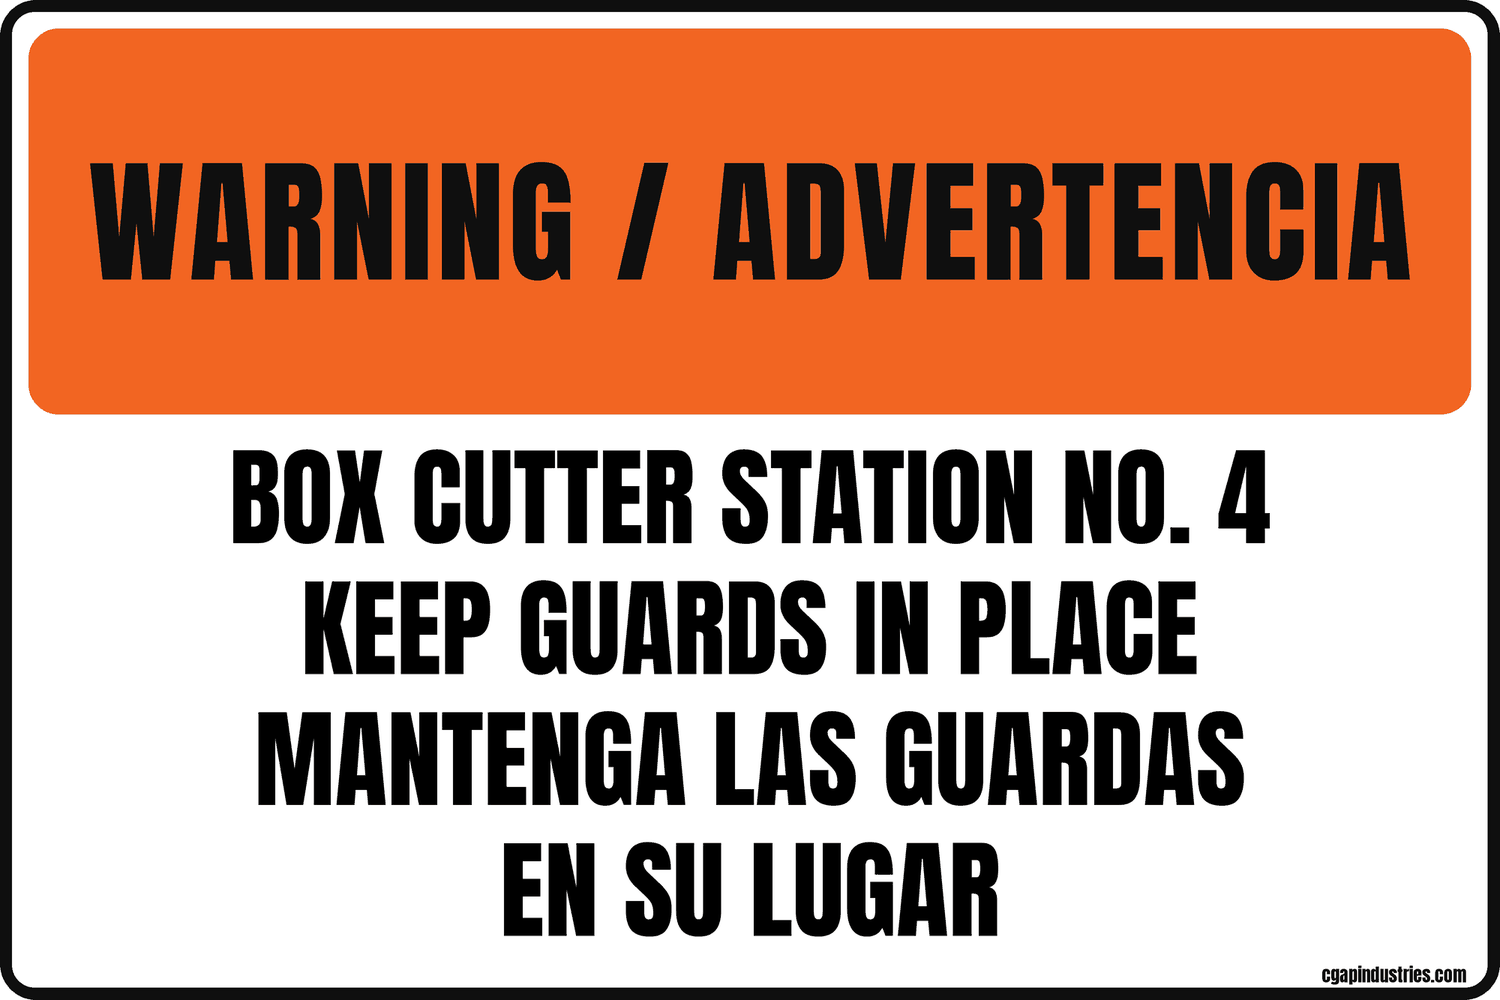 WARNING / ADVERTENCIA
BOX CUTTER STATION NO. 4
KEEP GUARDS IN PLACE
MANTENGA LAS GUARDAS
EN SU LUGAR
cgapindustries.com